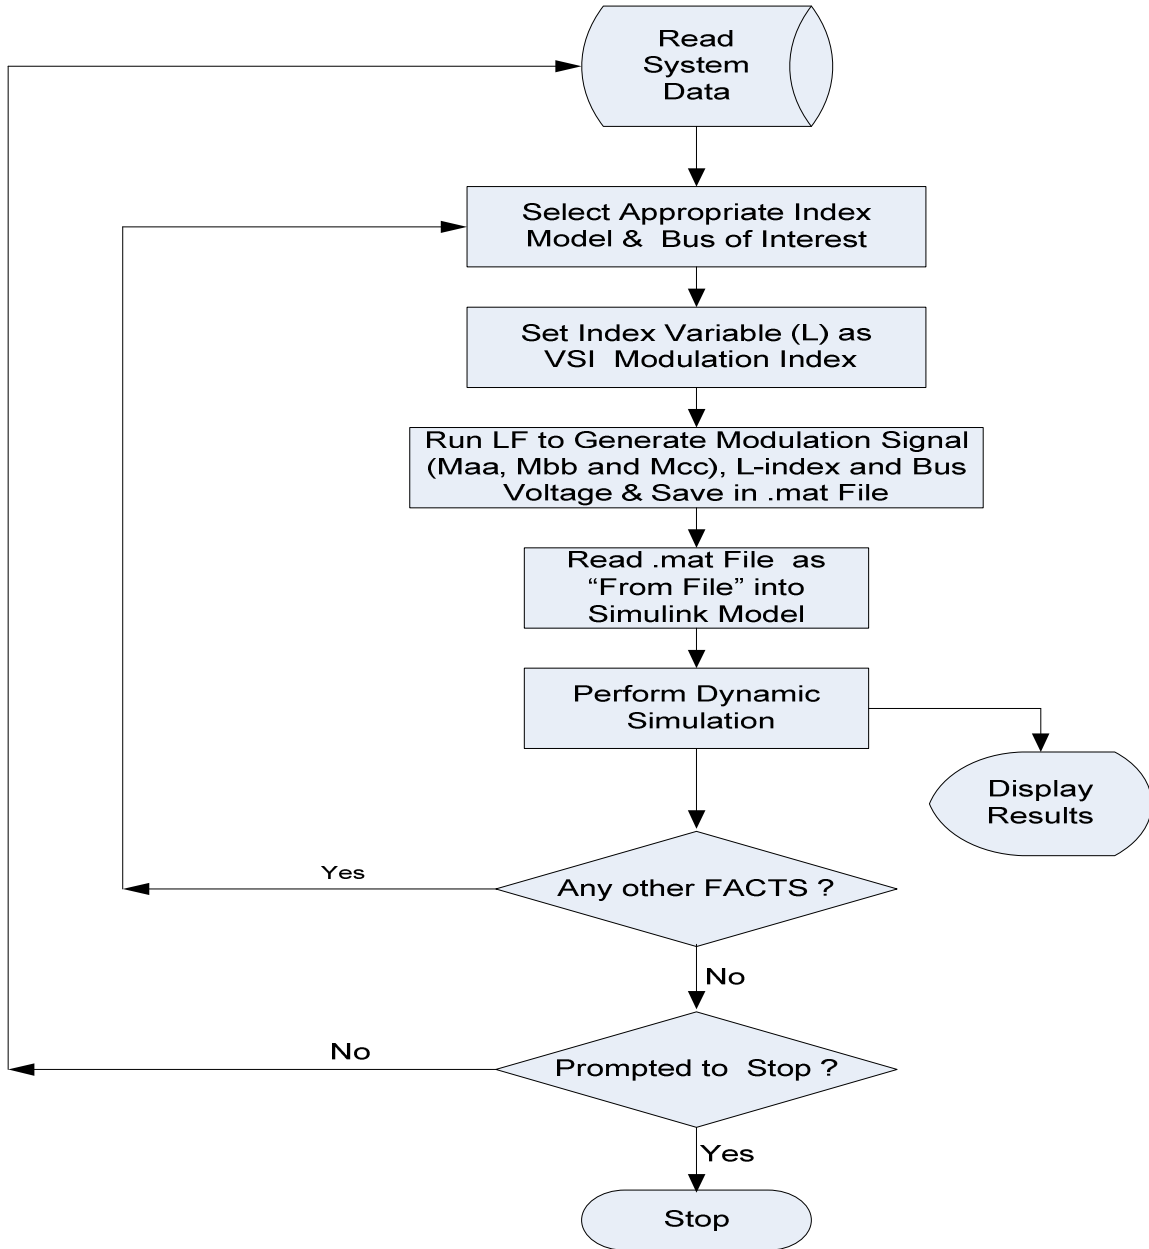 Read
System
Data
Select Appropriate Index
Model & Bus of Interest
Set Index Variable (L) as
VSI Modulation Index
Run LF to Generate Modulation Signal
(Maa, Mbb and Mcc), L-index and Bus
Voltage & Save in .mat File
Read .mat File as
“From File” into
Simulink Model
Perform Dynamic
Simulation
Display
Results
Yes
Any other FACTS ?
No
No
Prompted to Stop ?
Yes
Stop